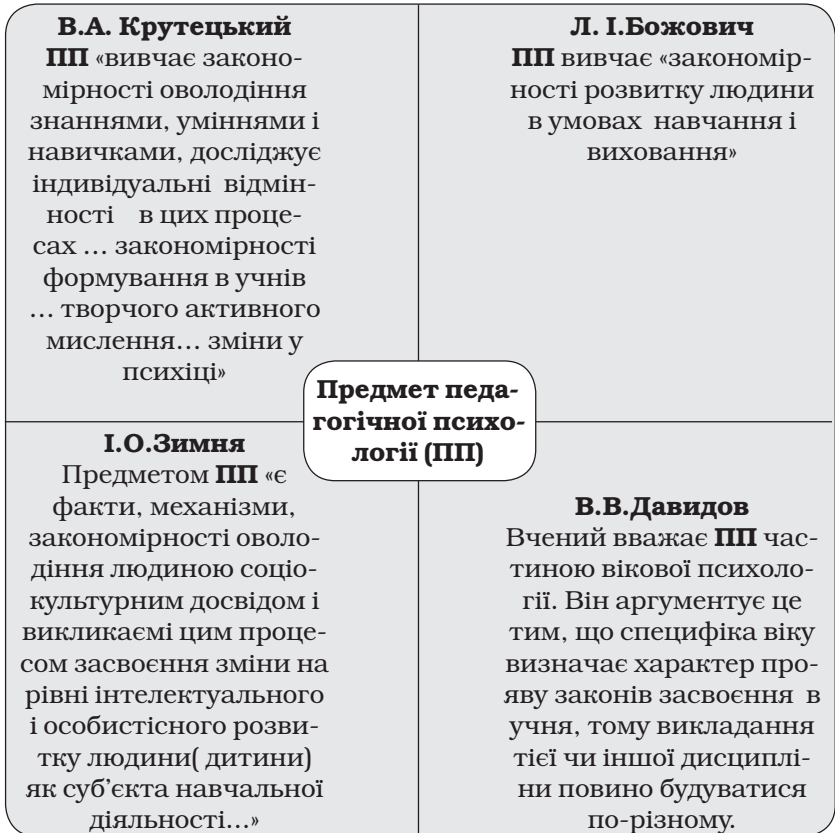 В.А. Крутецький
ПП «вивчає законо-
мірності оволодіння
знаннями, уміннями і
навичками, досліджує
індивідуальні відмін-
ності в цих проце-
сах … закономірності
формування в учнів
… творчого активного
мислення… зміни у
психіці»
Л. І.Божович
ПП вивчає «закономір-
ності розвитку людини
в умовах навчання і
виховання»
Предмет педа-
гогічної психо-
логії (ПП)
І.О.Зимня
Предметом ПП «є
факти, механізми,
закономірності оволо-
діння людиною соціо-
культурним досвідом і
викликаємі цим проце-
сом засвоєння зміни на
рівні інтелектуального
і особистісного розви-
тку людини( дитини)
як суб’єкта навчальної
діяльності…»
В.В.Давидов
Вчений вважає ПП час-
тиною вікової психоло-
гії. Він аргументує це
тим, що специфіка віку
визначає характер про-
яву законів засвоєння в
учня, тому викладання
тієї чи іншої дисциплі-
ни повино будуватися
по-різному.